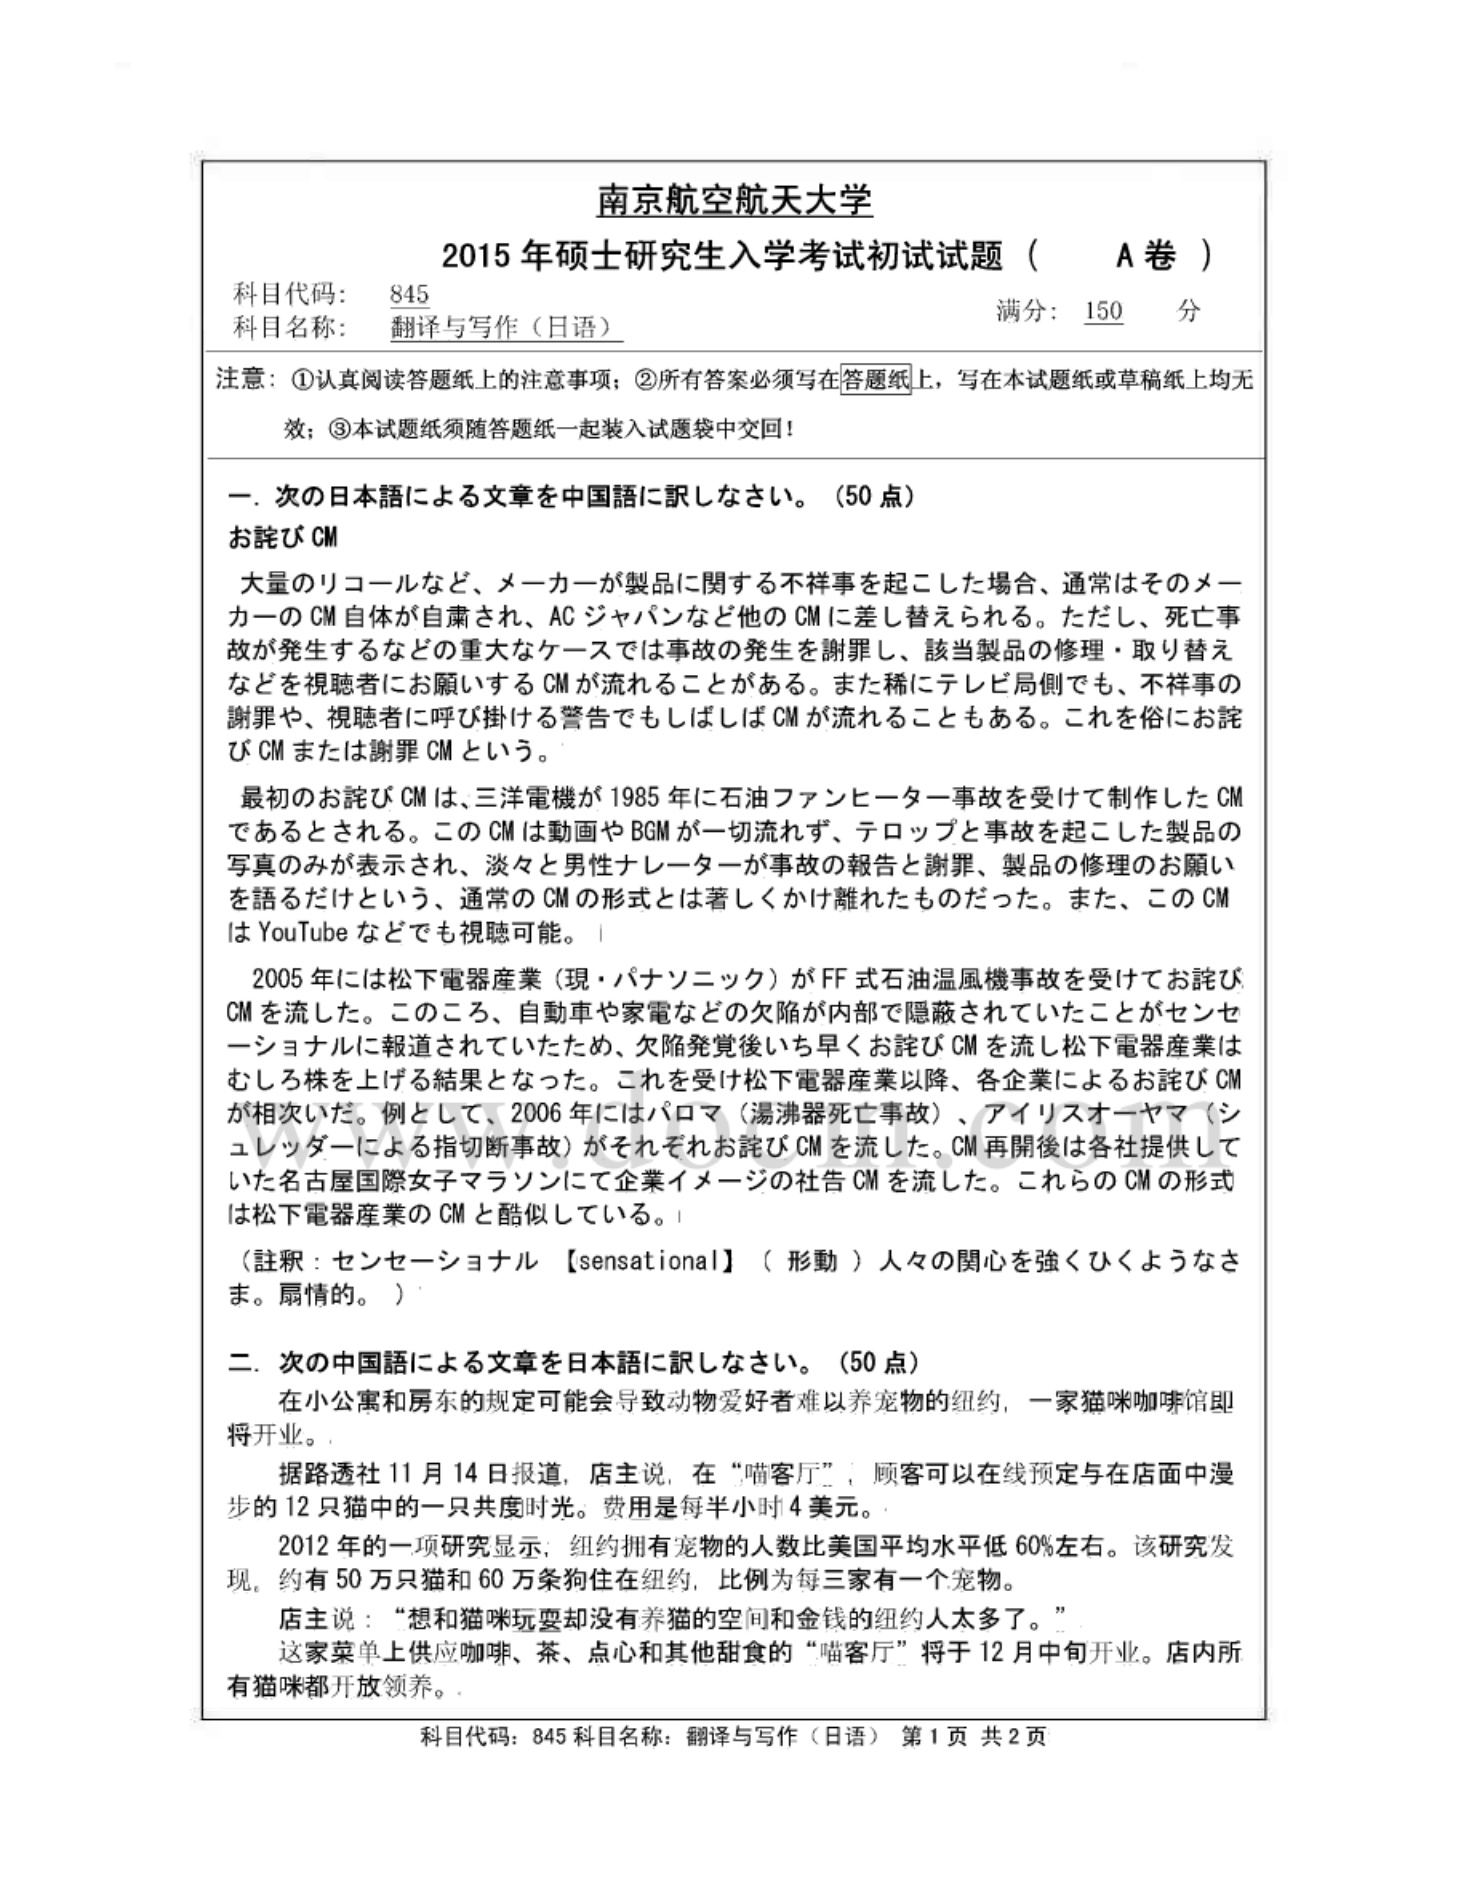 南京航空航天大学
2015 年硕士研究生入学考试初试试题（ A 卷 ）
科目代码： 845
满分： 150 分
科目名称： 翻译与写作（日语）
注意：①认真阅读答题纸上的注意事项；②所有答案必须写在答题纸上，写在本试题纸或草稿纸上均无
效；③本试题纸须随答题纸一起装入试题袋中交回！
一．次の日本語による文章を中国語に訳しなさい。（50 点）
お詫び CM
大量のリコールなど、メーカーが製品に関する不祥事を起こした場合、通常はそのメー
カーの CM 自体が自粛され、AC ジャパンなど他の CM に差し替えられる。ただし、死亡事
故が発生するなどの重大なケースでは事故の発生を謝罪し、該当製品の修理・取り替え
などを視聴者にお願いする CM が流れることがある。また稀にテレビ局側でも、不祥事の
謝罪や、視聴者に呼び掛ける警告でもしばしば CM が流れることもある。これを俗にお詫
び CM または謝罪 CM という。
最初のお詫び CM は、三洋電機が 1985 年に石油ファンヒーター事故を受けて制作した CM
であるとされる。この CM は動画や BGM が一切流れず、テロップと事故を起こした製品の
写真のみが表示され、淡々と男性ナレーターが事故の報告と謝罪、製品の修理のお願い
を語るだけという、通常の CM の形式とは著しくかけ離れたものだった。また、この CM
は YouTube などでも視聴可能。
2005 年には松下電器産業（現・パナソニック）が FF 式石油温風機事故を受けてお詫び
CM を流した。このころ、自動車や家電などの欠陥が内部で隠蔽されていたことがセンセ
ーショナルに報道されていたため、欠陥発覚後いち早くお詫び CM を流し松下電器産業は
むしろ株を上げる結果となった。これを受け松下電器産業以降、各企業によるお詫び CM
が相次いだ。例として、2006 年にはパロマ（湯沸器死亡事故）、アイリスオーヤマ（シ
ュレッダーによる指切断事故）がそれぞれお詫び CM を流した。CM 再開後は各社提供して
いた名古屋国際女子マラソンにて企業イメージの社告 CM を流した。これらの CM の形式
は松下電器産業の CM と酷似している。
（註釈：センセーショナル 【sensational】（ 形動 ）人々の関心を強くひくようなさ
ま。扇情的。 ）
二．次の中国語による文章を日本語に訳しなさい。（50 点）
在小公寓和房东的规定可能会导致动物爱好者难以养宠物的纽约，一家猫咪咖啡馆即
将开业。
据路透社 11 月 14 日报道，店主说，在“喵客厅”，顾客可以在线预定与在店面中漫
步的 12 只猫中的一只共度时光。费用是每半小时 4 美元。
2012 年的一项研究显示，纽约拥有宠物的人数比美国平均水平低 60%左右。该研究发
现，约有 50 万只猫和 60 万条狗住在纽约，比例为每三家有一个宠物。
店主说：“想和猫咪玩耍却没有养猫的空间和金钱的纽约人太多了。”
这家菜单上供应咖啡、茶、点心和其他甜食的“喵客厅”将于 12 月中旬开业。店内所
有猫咪都开放领养。
www.docin.com
科目代码：845 科目名称：翻译与写作（日语） 第 1 页 共 2 页